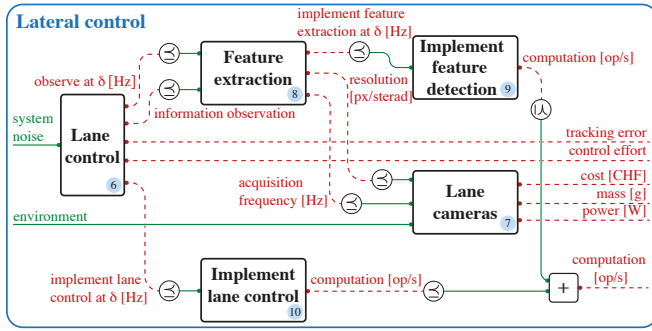 Lateral control
implement feature
extraction at δ [Hz]
Feature
extraction
8
Implement
feature
detection
9
computation [op/s]
observe at δ [Hz]
resolution
[px/sterad]
information observation
system
noise
Lane
control
6
tracking error
control effort
acquisition
frequency [Hz]
Lane
cameras
7
cost [CHF]
mass [g]
power [W]
environment
implement lane
control at δ [Hz]
Implement
lane control
10
computation [op/s]
+
computation
[op/s]